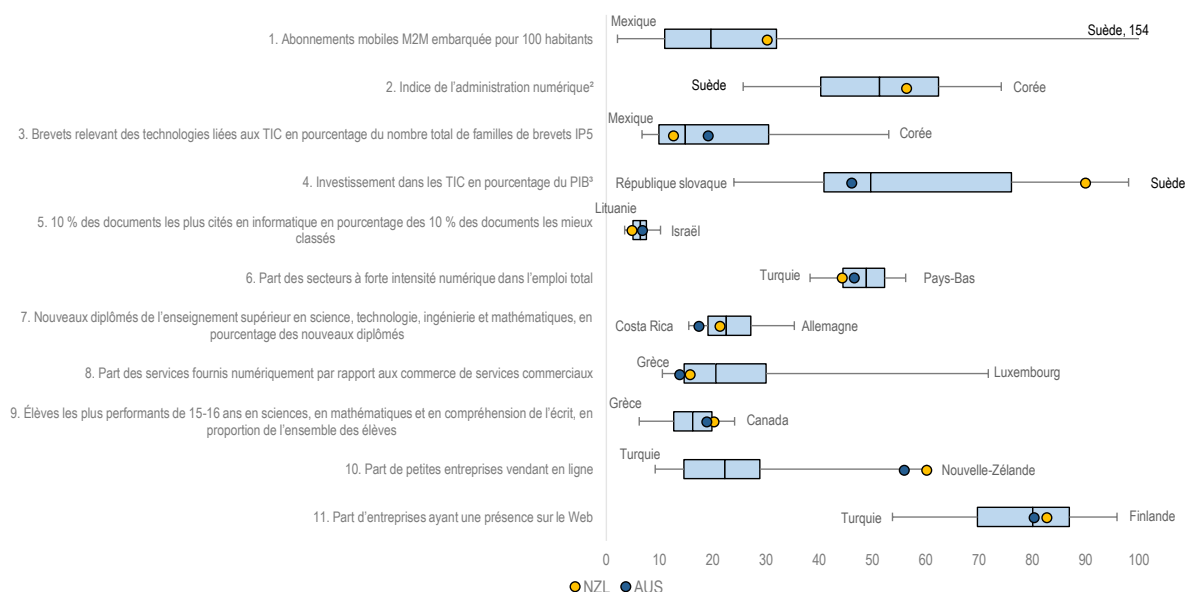 Mexique
Suède, 154
1. Abonnements mobiles M2M embarquée pour 100 habitants
2. Indice de l'administration numérique²
Suède
Corée
Mexique
3. Brevets relevant des technologies liées aux TIC en pourcentage du nombre total de familles de brevets IP5
Corée
4. Investissement dans les TIC en pourcentage du PIB³
République slovaque
Suède
Lituanie
5. 10 % des documents les plus cités en informatique en pourcentage des 10 % des documents les mieux
classés
Israël
6. Part des secteurs à forte intensité numérique dans l'emploi total
Turquie
Pays-Bas
7. Nouveaux diplômés de l'enseignement supérieur en science, technologie, ingénierie et mathématiques, en
pourcentage des nouveaux diplômés
Costa Rica
Allemagne
Grèce
8. Part des services fournis numériquement par rapport aux commerce de services commerciaux
Luxembourg
Grèce
9. Élèves les plus performants de 15-16 ans en sciences, en mathématiques et en compréhension de l'écrit, en
proportion de l'ensemble des élèves
Canada
Turquie
10. Part de petites entreprises vendant en ligne
Nouvelle-Zélande
11. Part d'entreprises ayant une présence sur le Web
Turquie
Finlande
0 10 20 30 40 50 60 70 80 90 100
NZL AUS